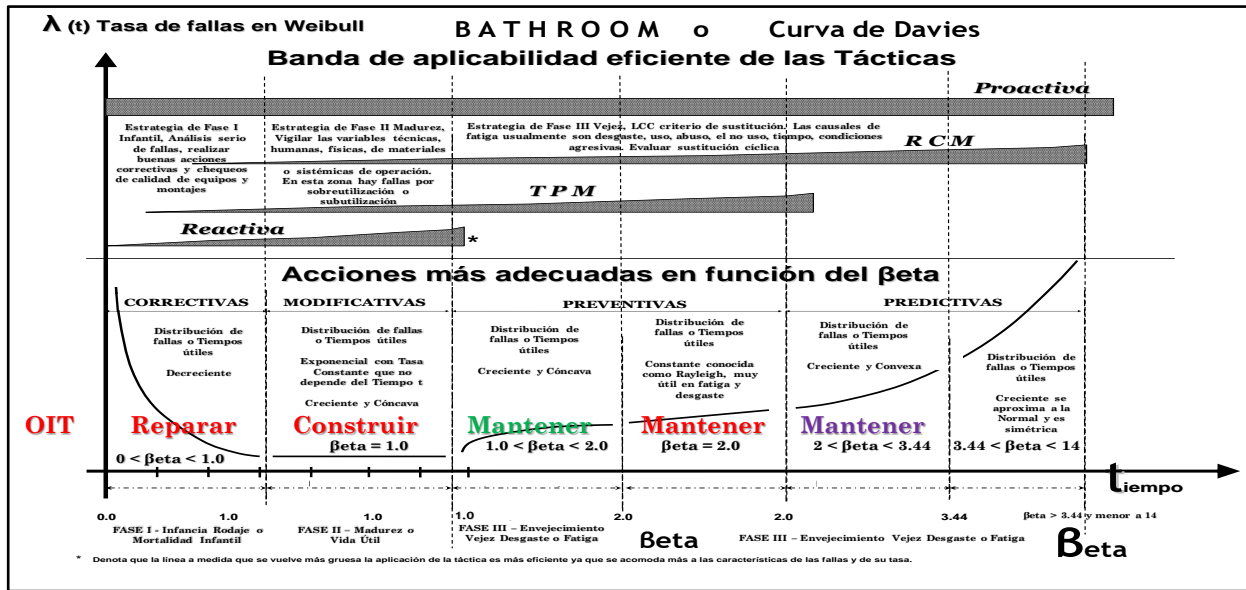 λ (t) Tasa de fallas en Weibull
BATHROOM o Curva de Davies
Banda de aplicabilidad eficiente de las Tácticas
Proactiva
Estrategia de Fase I
Infantil, Análisis serio
de fallas, realizar
buenas acciones
correctivas y chequeos
de calidad de equipos y
montajes
Estrategia de Fase II Madurez,
Vigilar las variables técnicas,
humanas, físicas, de materiales
o sistémicas de operación.
En esta zona hay fallas por
sobreutilización o
subutilización
Estrategia de Fase III Vejez, LCC criterio de sustitución. Las causales de
fatiga usualmente son desgaste, uso, abuso, el no uso, tiempo, condiciones
agresivas. Evaluar sustitución cíclica
RCM
TPM
Reactiva
*
Acciones más adecuadas en función del βeta
CORRECTIVAS
MODIFICATIVAS
PREVENTIVAS
PREDICTIVAS
Distribución de
fallas o Tiempos
útiles
Decreciente
Distribución de fallas
o Tiempos útiles
Exponencial con Tasa
Constante que no
depende del Tiempo t
Creciente y Cóncava
Distribución de
fallas o Tiempos
útiles
Creciente y Cóncava
Distribución de
fallas o Tiempos
útiles
Constante conocida
como Rayleigh, muy
útil en fatiga y
desgaste
Distribución de
fallas o Tiempos
útiles
Creciente y Convexa
Distribución de
fallas o Tiempos
útiles
Creciente se
aproxima a la
Normal y es
simétrica
OIT
Reparar
Construir
Mantener
Mantener
Mantener
0 < βeta < 1.0
βeta = 1.0
1.0 < βeta < 2.0
βeta = 2.0
2 < βeta < 3.44
3.44 < βeta < 14
tiempo
0.0
1.0
1.0
1.0
2.0
2.0
3.44
βeta > 3.44 y menor a 14
FASE I - Infancia Rodaje o
Mortalidad Infantil
FASE II – Madurez o
Vida Útil
FASE III – Envejecimiento
Vejez Desgaste o Fatiga
βeta
FASE III – Envejecimiento Vejez Desgaste o Fatiga
βeta
* Denota que la línea a medida que se vuelve más gruesa la aplicación de la táctica es más eficiente ya que se acomoda más a las características de las fallas y de su tasa.